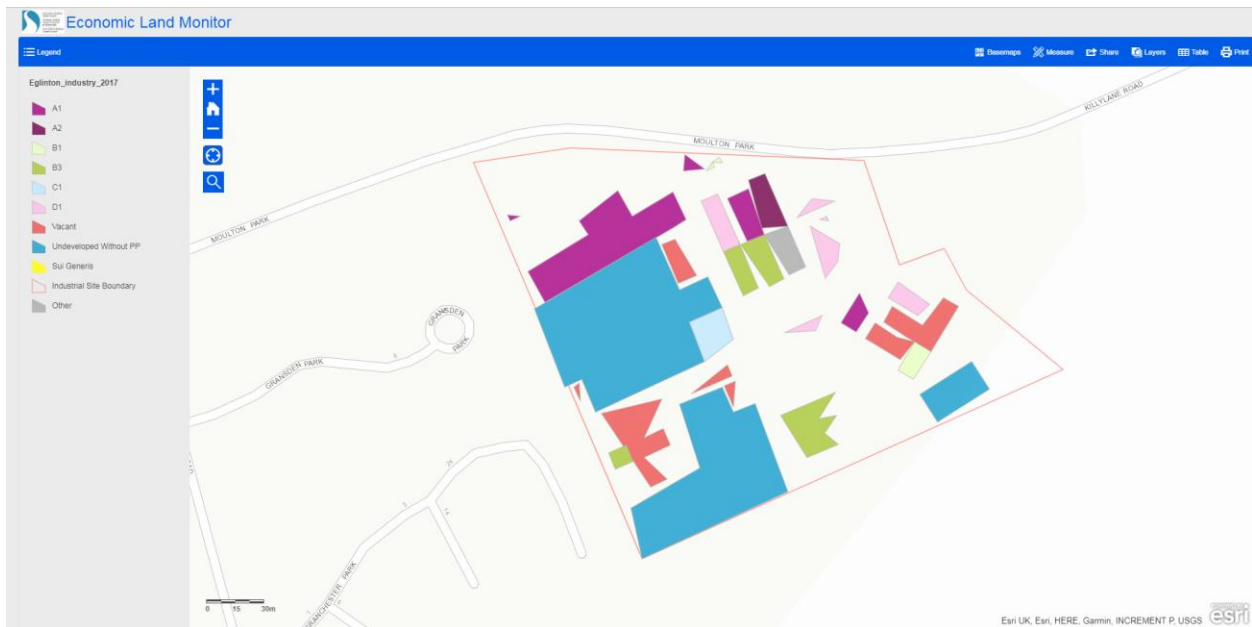 Economic Land Monitor
Legend
Basemaps Measure Share Layers Table Print
Eglinton_industry_2017
A1
A2
B1
B3
C1
D1
Vacant
Undeveloped Without PP
Sui Generis
Industrial Site Boundary
Other
KILLYLANE ROAD
MOULTON PARK
MOULTON PARK
GRANSDEN PARK
GRANSDEN PARK
GRANCHESTER PARK
0 15 30m
Esri UK, Esri, HERE, Garmin, INCREMENT P, USGS
esri